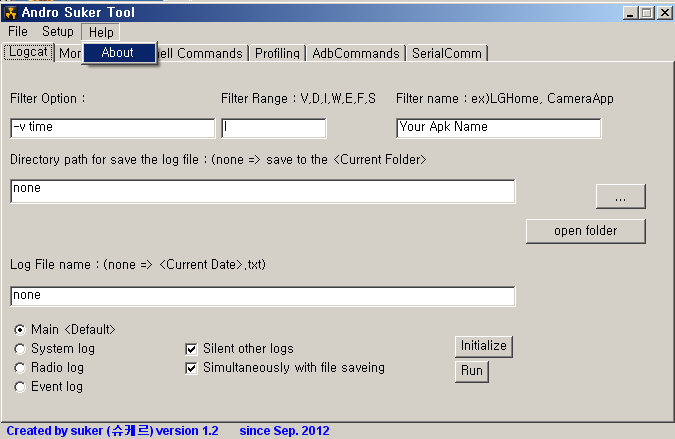 Andro Suker Tool
File Setup Help
About
Logcat Mor ell Commands Profiling AdbCommands SerialComm
Filter Option : Filter Range : V,D,I,W,E,F,S Filter name : ex)LGHome, CameraApp
-v time I Your Apk Name
Directory path for save the log file : (none => save to the <Current Folder>
none
...
open folder
Log File name : (none => <Current Date>,txt)
none
Main <Default>
System log Silent other logs Initialize
Radio log Simultaneously with file saveing Run
Event log
Created by suker (슈케르) version 1.2 since Sep. 2012